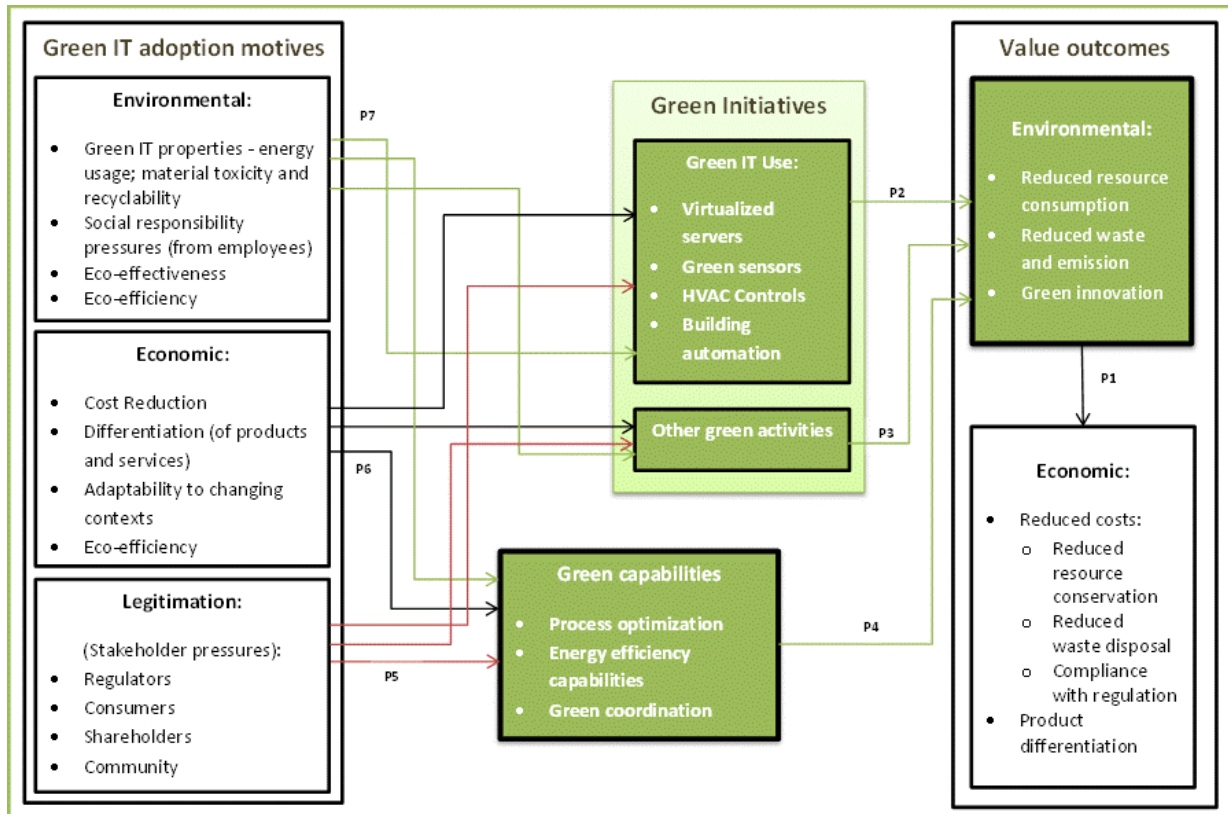 Green IT adoption motives
Environmental:
• Green IT properties - energy
usage; material toxicity and
recyclability
• Social responsibility
pressures (from employees)
• Eco-effectiveness
• Eco-efficiency
Economic:
• Cost Reduction
• Differentiation (of products
and services)
• Adaptability to changing
contexts
• Eco-efficiency
Legitimation:
(Stakeholder pressures):
• Regulators
• Consumers
• Shareholders
• Community
P7
P6
P5
Green Initiatives
Green IT Use:
• Virtualized
servers
• Green sensors
• HVAC Controls
• Building
automation
Other green activities
Green capabilities
• Process optimization
• Energy efficiency
capabilities
• Green coordination
P2
P3
P4
Value outcomes
Environmental:
• Reduced resource
consumption
• Reduced waste
and emission
• Green innovation
P1
Economic:
• Reduced costs:
o Reduced
resource
conservation
o Reduced
waste disposal
o Compliance
with regulation
• Product
differentiation